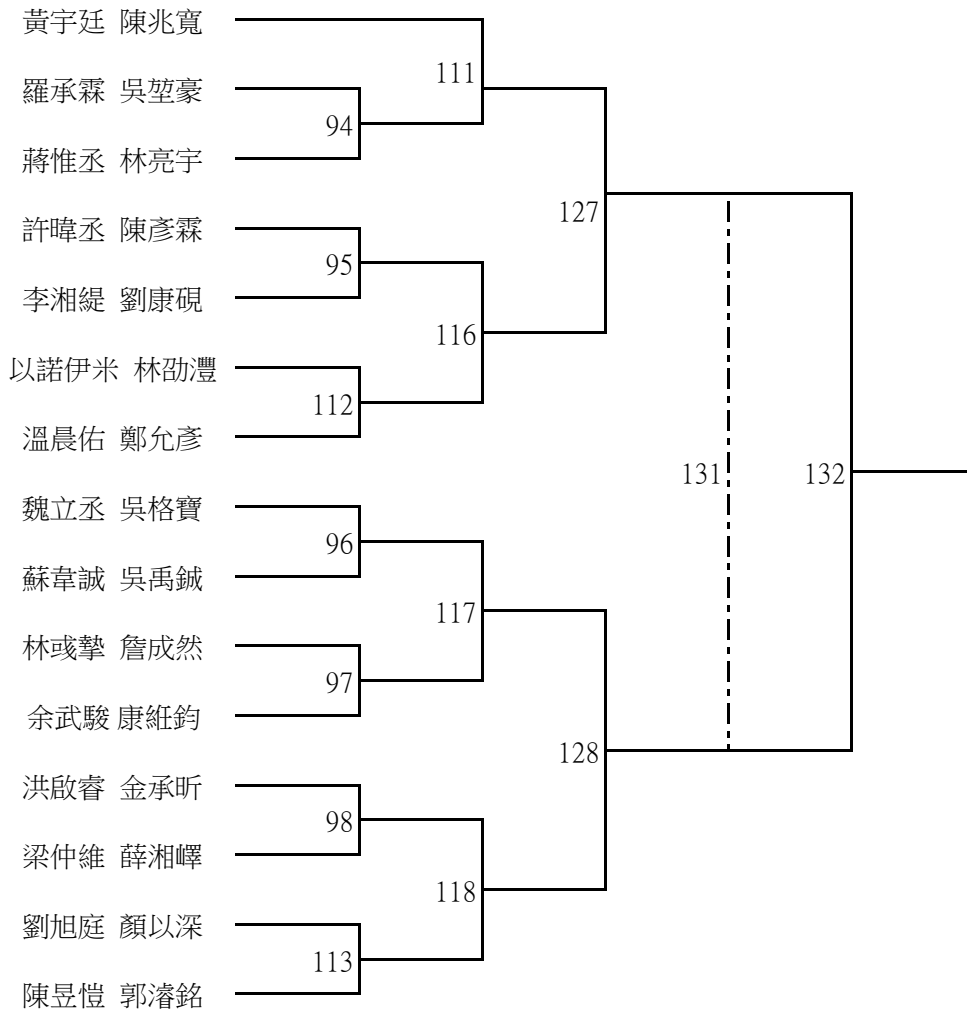 黃宇廷 陳兆寬
111
羅承霖 吳堃豪
94
蔣惟丞 林亮宇
127
許暐丞 陳彥霖
95
李湘緹 劉康硯
116
以諾伊米 林劭灃
112
溫晨佑 鄭允彥
131
132
魏立丞 吳格寶
96
蘇韋誠 吳禹鋮
117
林彧摯 詹成然
97
余武駿 康紝鈞
128
洪啟睿 金承昕
98
梁仲維 薛湘嶧
118
劉旭庭 顏以深
113
陳昱愷 郭濬銘